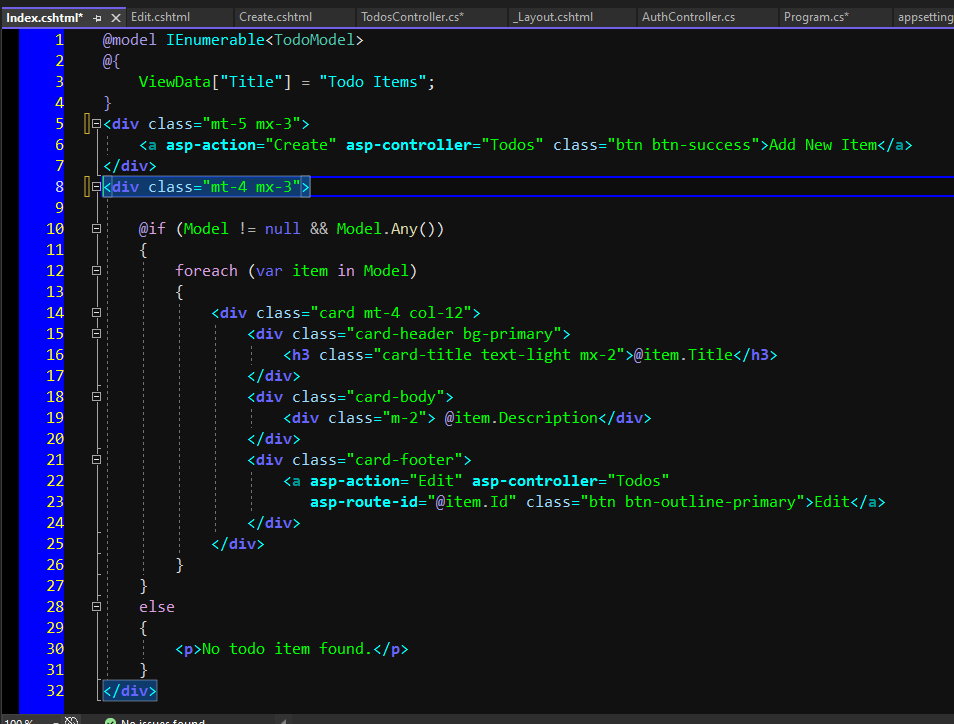 Index.cshtml* Edit.cshtml Create.cshtml TodosController.cs* _Layout.cshtml AuthController.cs Program.cs* appsetting
1 @model IEnumerable<TodoModel>
2 @{
3 ViewData["Title"] = "Todo Items";
4 }
5 <div class="mt-5 mx-3">
6 <a asp-action="Create" asp-controller="Todos" class="btn btn-success">Add New Item</a>
7 </div>
8 <div class="mt-4 mx-3">
9
10 @if (Model != null && Model.Any())
11 {
12 foreach (var item in Model)
13 {
14 <div class="card mt-4 col-12">
15 <div class="card-header bg-primary">
16 <h3 class="card-title text-light mx-2">@item.Title</h3>
17 </div>
18 <div class="card-body">
19 <div class="m-2"> @item.Description</div>
20 </div>
21 <div class="card-footer">
22 <a asp-action="Edit" asp-controller="Todos"
23 asp-route-id="@item.Id" class="btn btn-outline-primary">Edit</a>
24 </div>
25 </div>
26 }
27 }
28 else
29 {
30 <p>No todo item found.</p>
31 }
32 </div>
100 % No issues found